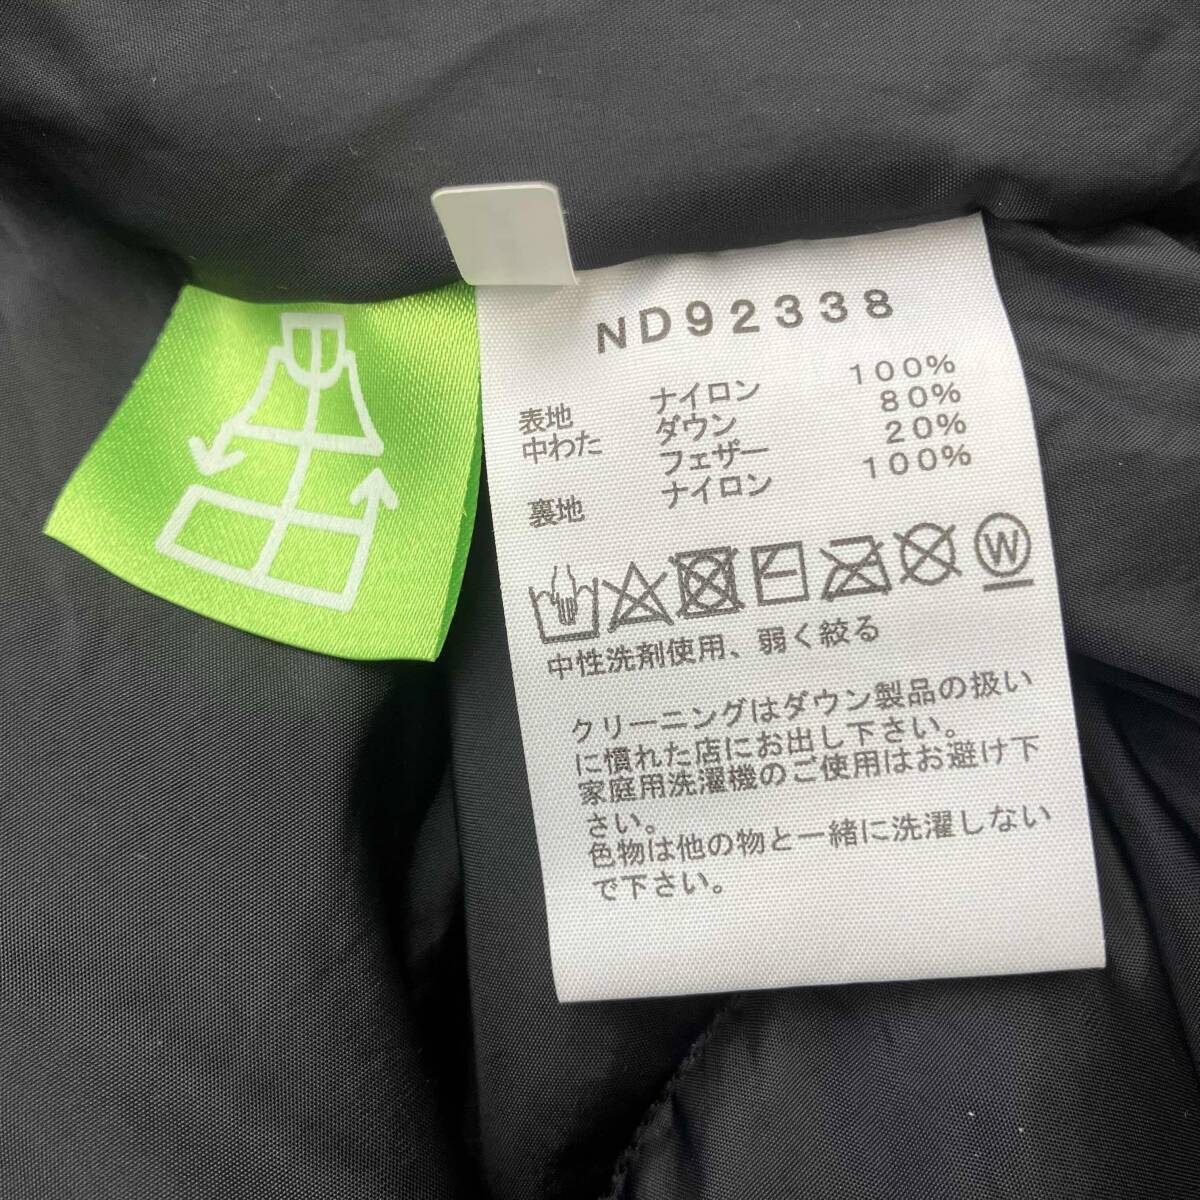 ND92338
表地 ナイロン 100%
中わた ダウン 80%
フェザー 20%
裏地 ナイロン 100%
W
中性洗剤使用、弱く絞る
クリーニングはダウン製品の扱い
に慣れた店にお出し下さい。
家庭用洗濯機のご使用はお避け下
さい。
色物は他の物と一緒に洗濯しない
で下さい。